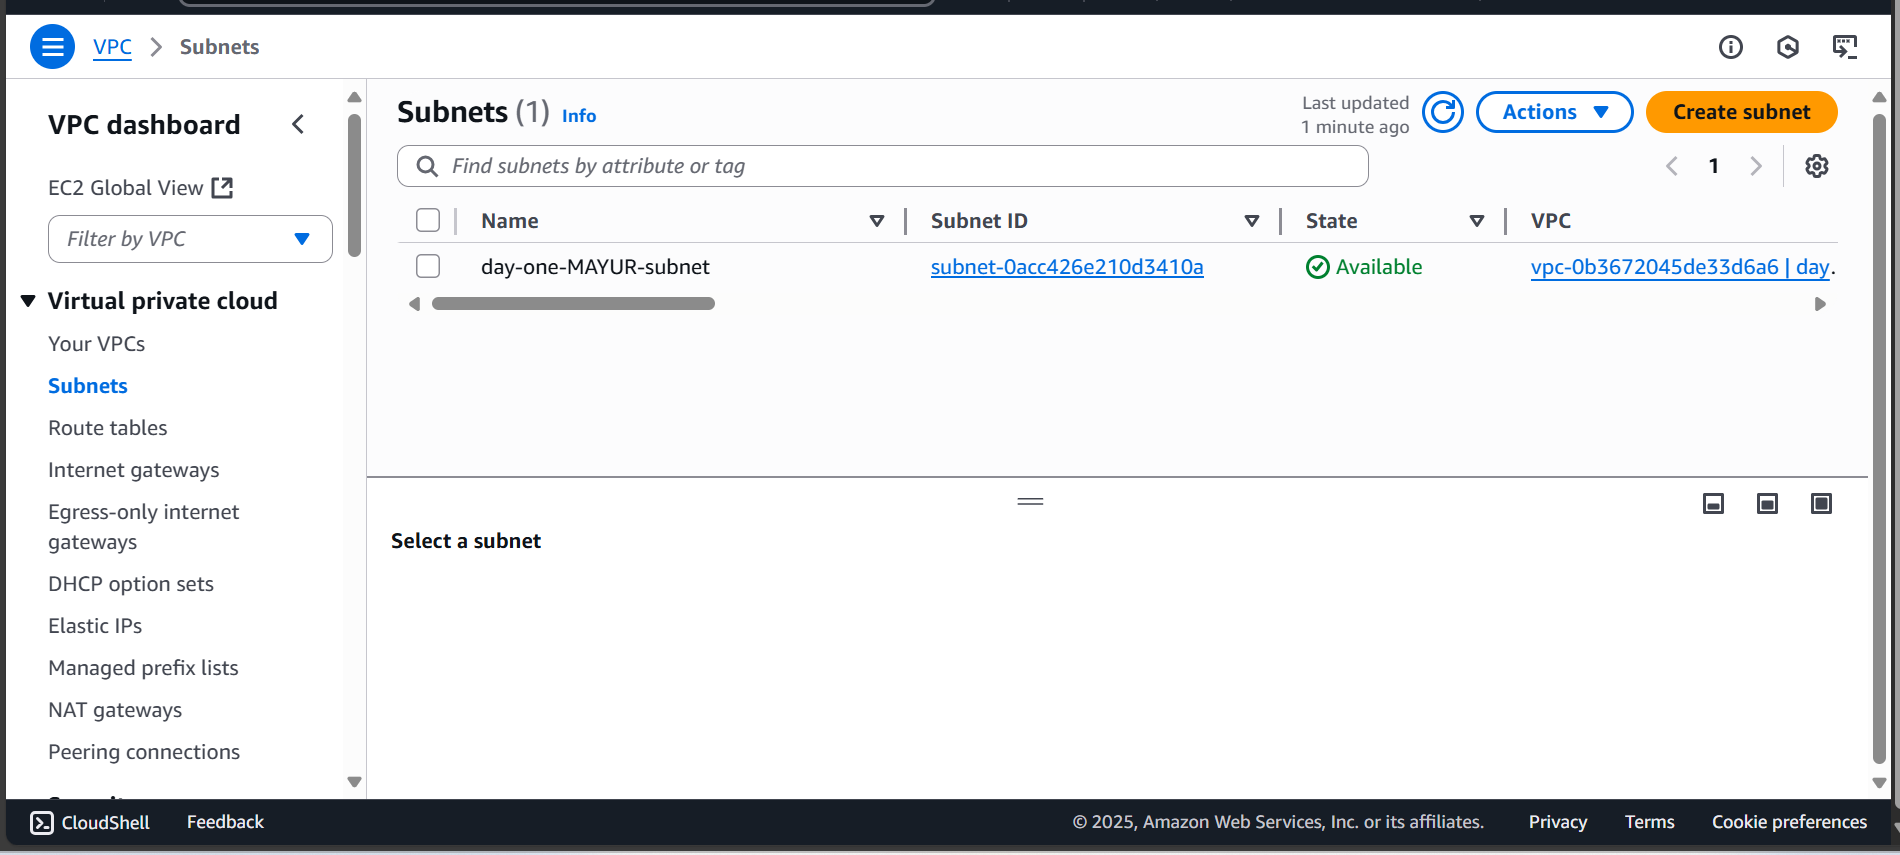 VPC > Subnets
VPC dashboard
EC2 Global View
Filter by VPC
Virtual private cloud
Your VPCs
Subnets
Route tables
Internet gateways
Egress-only internet
gateways
DHCP option sets
Elastic IPs
Managed prefix lists
NAT gateways
Peering connections
Subnets (1) Info
Last updated
1 minute ago
Actions
Create subnet
Find subnets by attribute or tag
1
Name Subnet ID State VPC
day-one-MAYUR-subnet subnet-0acc426e210d3410a Available vpc-0b3672045de33d6a6 | day.
Select a subnet
CloudShell Feedback © 2025, Amazon Web Services, Inc. or its affiliates. Privacy Terms Cookie preferences